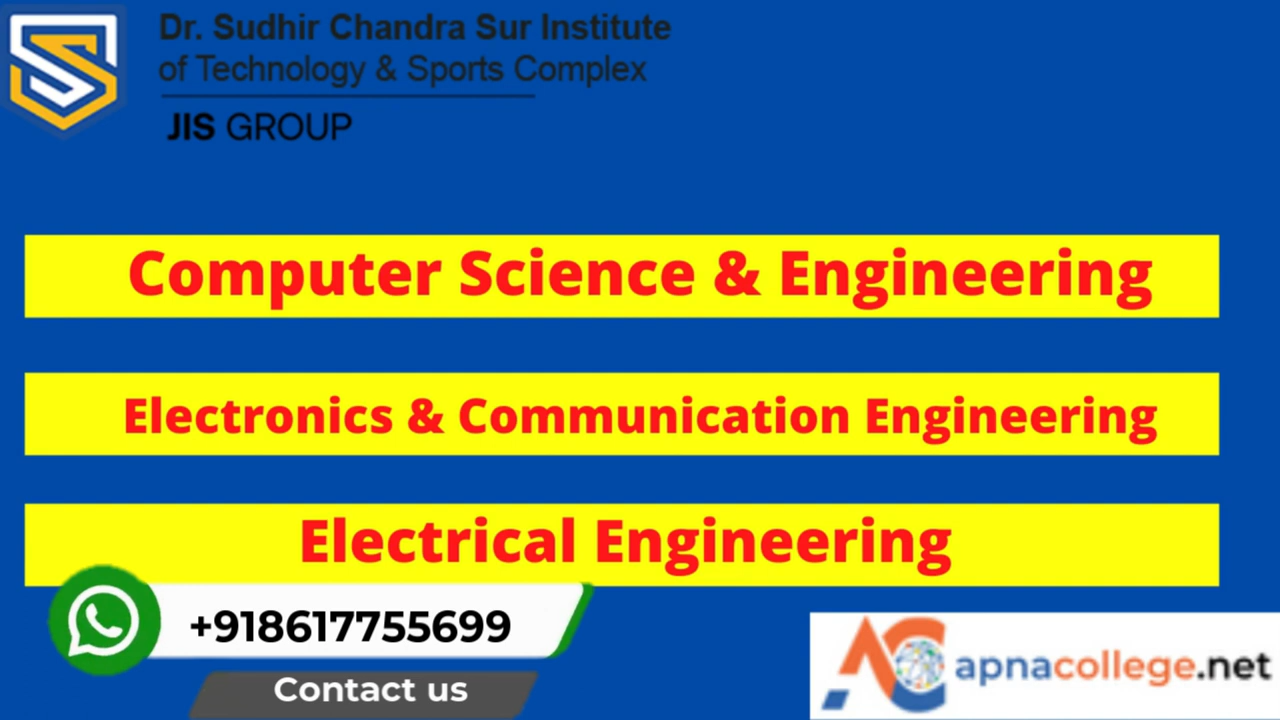 Dr. Sudhir Chandra Sur Institute
of Technology & Sports Complex
JIS GROUP
Computer Science & Engineering
Electronics & Communication Engineering
Electrical Engineering
+918617755699
Contact us
AC apnacollege.net